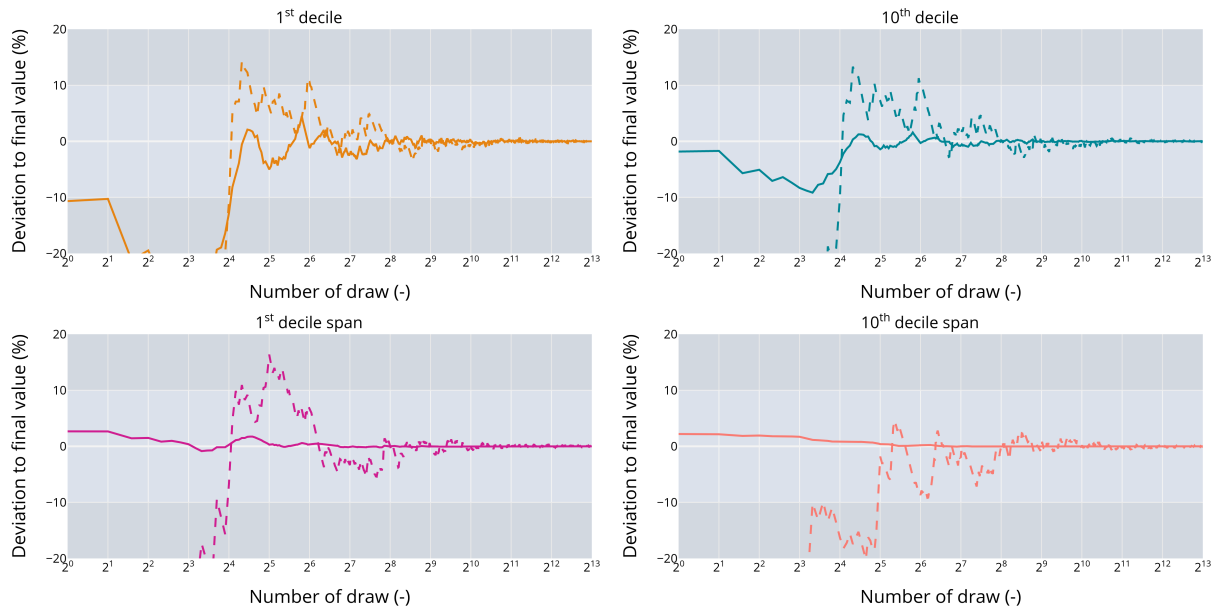 1st decile
10th decile
Deviation to final value (%)
20
10
0
−10
−20
2^0 2^1 2^2 2^3 2^4 2^5 2^6 2^7 2^8 2^9 2^10 2^11 2^12 2^13
Number of draw (-)
Deviation to final value (%)
20
10
0
−10
−20
2^0 2^1 2^2 2^3 2^4 2^5 2^6 2^7 2^8 2^9 2^10 2^11 2^12 2^13
Number of draw (-)
1st decile span
10th decile span
Deviation to final value (%)
20
10
0
−10
−20
2^0 2^1 2^2 2^3 2^4 2^5 2^6 2^7 2^8 2^9 2^10 2^11 2^12 2^13
Number of draw (-)
Deviation to final value (%)
20
10
0
−10
−20
2^0 2^1 2^2 2^3 2^4 2^5 2^6 2^7 2^8 2^9 2^10 2^11 2^12 2^13
Number of draw (-)